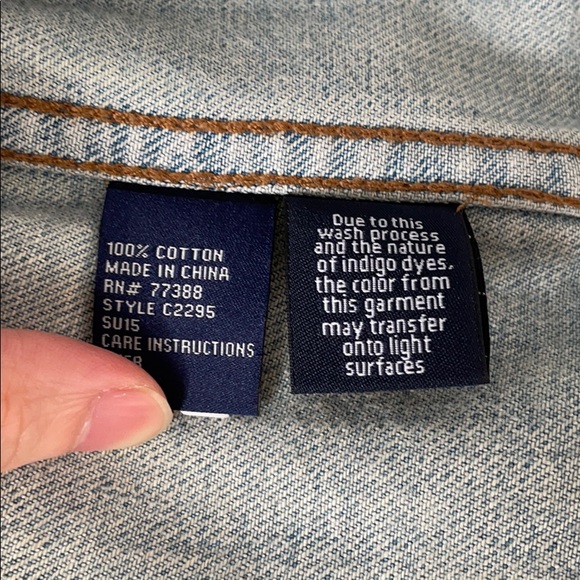 100% COTTON
MADE IN CHINA
RN# 77388
STYLE C2295
SU15
CARE INSTRUCTIONS
Due to this
wash process
and the nature
of indigo dyes,
the color from
this garment
may transfer
onto light
surfaces